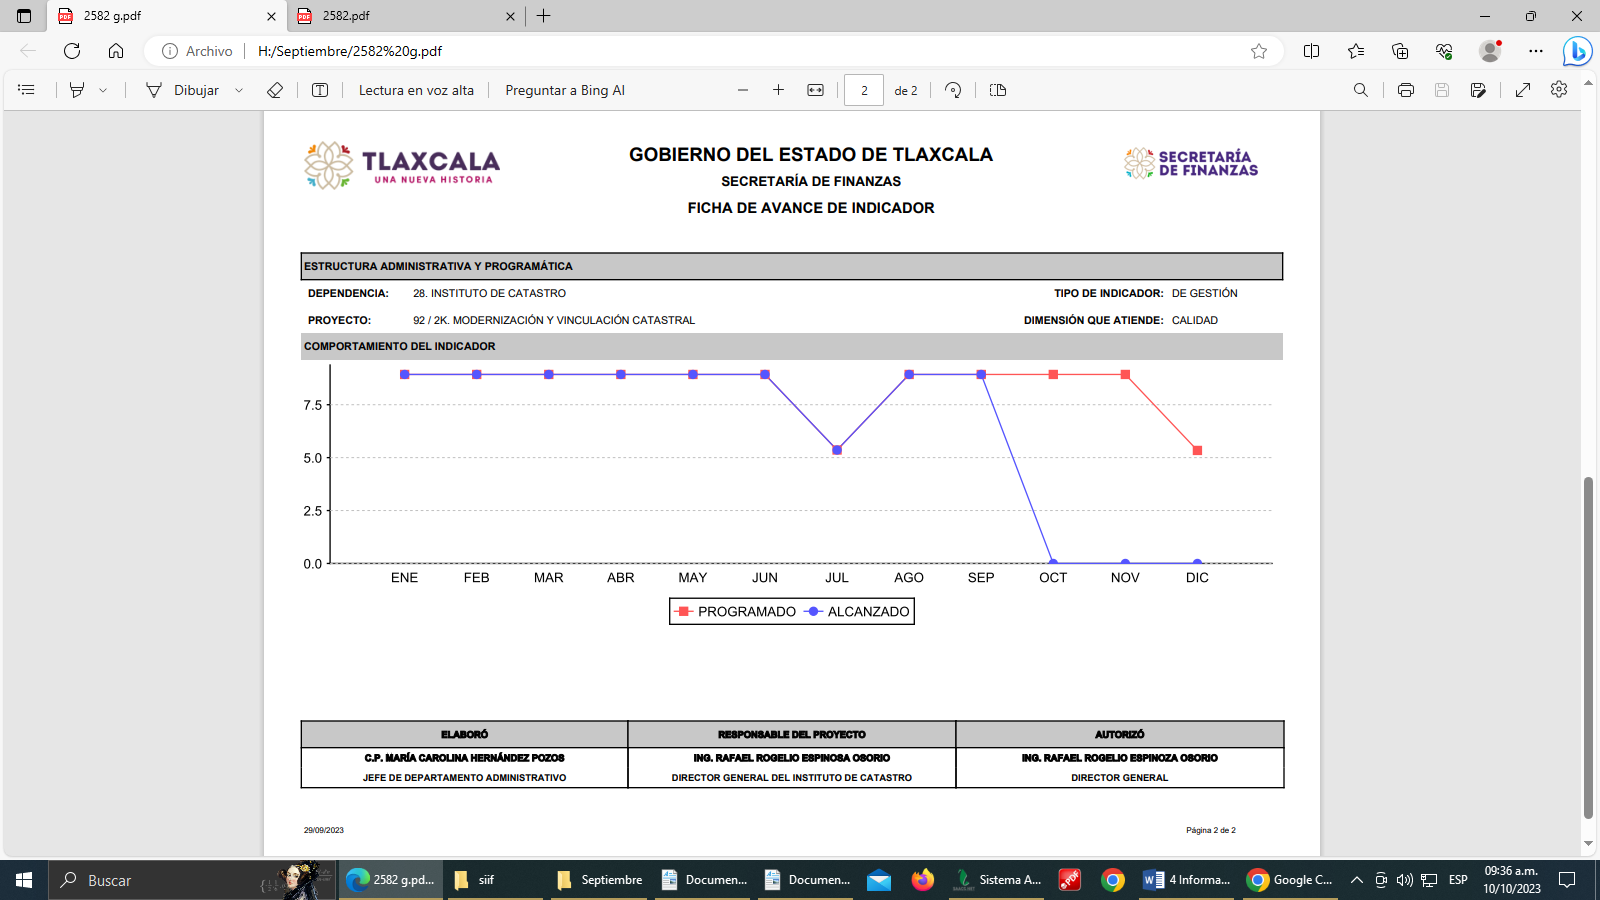 2582 g.pdf
2582.pdf
Archivo
H:/Septiembre/2582%20g.pdf
Dibujar
Lectura en voz alta
Preguntar a Bing AI
2
de 2
TLAXCALA
UNA NUEVA HISTORIA
GOBIERNO DEL ESTADO DE TLAXCALA
SECRETARÍA DE FINANZAS
FICHA DE AVANCE DE INDICADOR
SECRETARÍA
DE FINANZAS
ESTRUCTURA ADMINISTRATIVA Y PROGRAMÁTICA
DEPENDENCIA: 28. INSTITUTO DE CATASTRO TIPO DE INDICADOR: DE GESTIÓN
PROYECTO: 92 / 2K. MODERNIZACIÓN Y VINCULACIÓN CATASTRAL DIMENSIÓN QUE ATIENDE: CALIDAD
COMPORTAMIENTO DEL INDICADOR
7.5
5.0
2.5
0.0
ENE FEB MAR ABR MAY JUN JUL AGO SEP OCT NOV DIC
PROGRAMADO ALCANZADO
ELABORÓ RESPONSABLE DEL PROYECTO AUTORIZÓ
C.P. MARÍA CAROLINA HERNÁNDEZ POZOS ING. RAFAEL ROGELIO ESPINOSA OSORIO ING. RAFAEL ROGELIO ESPINOZA OSORIO
JEFE DE DEPARTAMENTO ADMINISTRATIVO DIRECTOR GENERAL DEL INSTITUTO DE CATASTRO DIRECTOR GENERAL
29/09/2023 Página 2 de 2
Buscar
2582 g.pd...
siif
Septiembre
Documen...
Documen...
Sistema A...
PDF
4 Informa...
Google C...
ESP
09:36 a.m.
10/10/2023